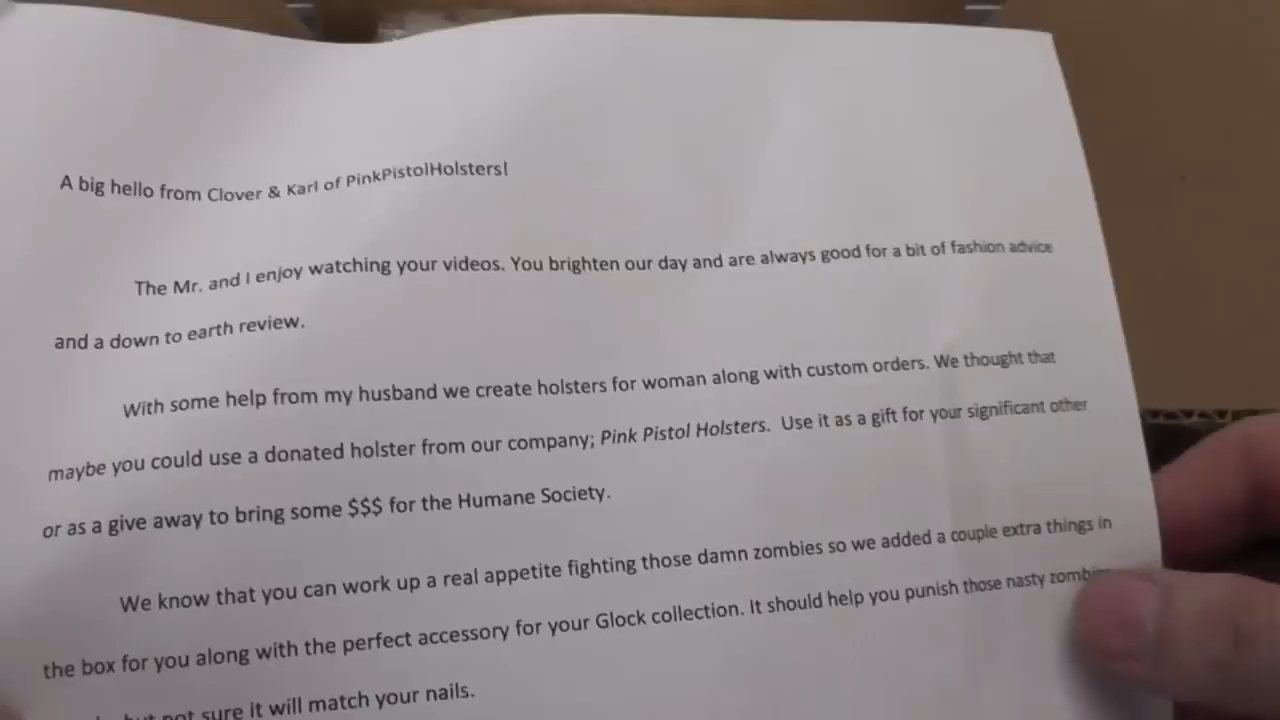 A big hello from Clover & Karl of PinkPistolHolsters!
The Mr. and I enjoy watching your videos. You brighten our day and are always good for a bit of fashion advice
and a down to earth review.
With some help from my husband we create holsters for woman along with custom orders. We thought that
maybe you could use a donated holster from our company; Pink Pistol Holsters. Use it as a gift for your significant other
or as a give away to bring some $$$ for the Humane Society.
We know that you can work up a real appetite fighting those damn zombies so we added a couple extra things in
the box for you along with the perfect accessory for your Glock collection. It should help you punish those nasty zombies
but not sure it will match your nails.